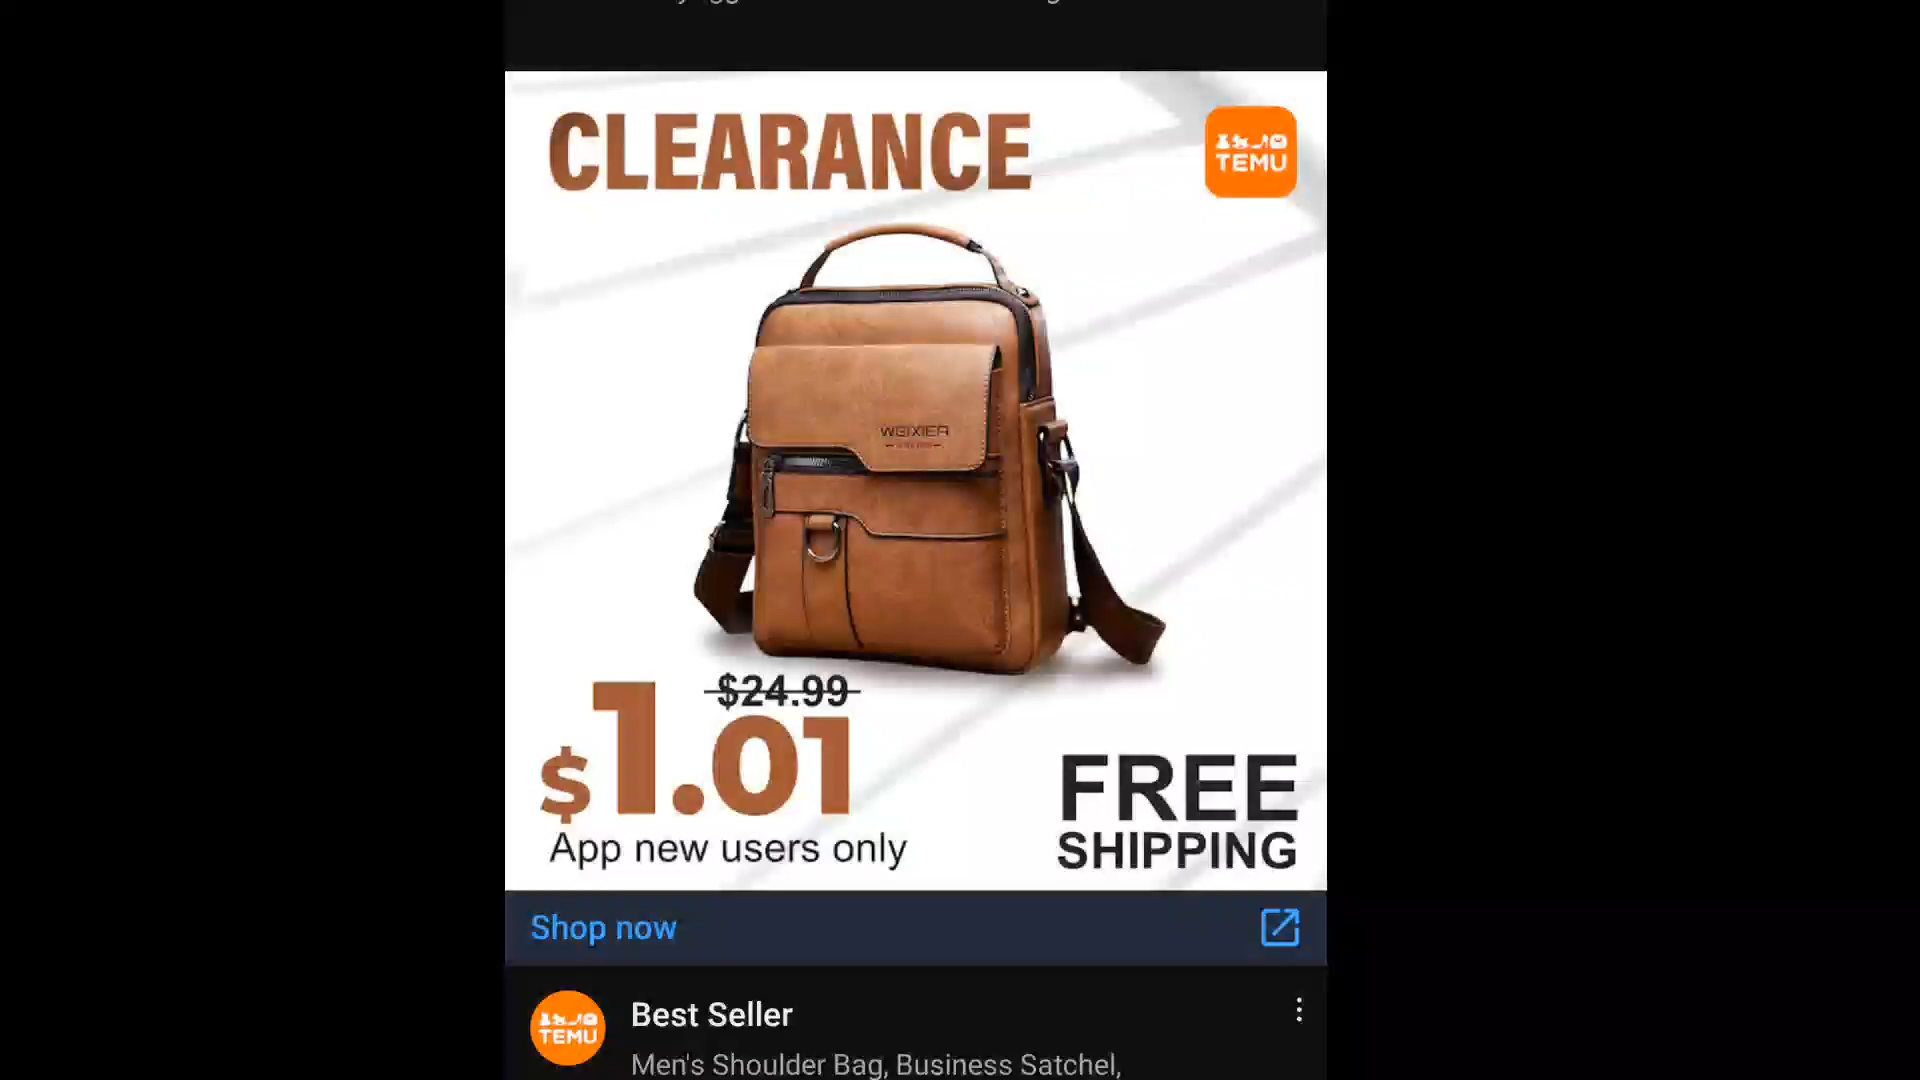 CLEARANCE
TEMU
WEIXIER
$24.99
$1.01
App new users only
FREE
SHIPPING
Shop now
TEMU
Best Seller
Men's Shoulder Bag, Business Satchel,